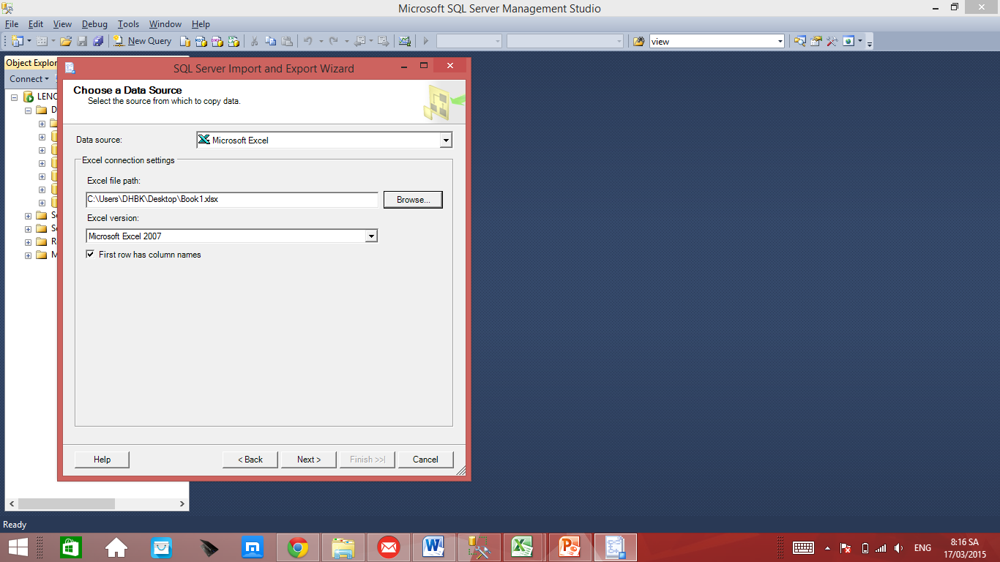 Microsoft SQL Server Management Studio
File Edit View Debug Tools Window Help
New Query view
Object Explor
Connect
SQL Server Import and Export Wizard
LENO
Choose a Data Source
Select the source from which to copy data.
D
Data source: Microsoft Excel
Excel connection settings
Excel file path:
C:\Users\DHBK\Desktop\Book1.xlsx Browse...
Excel version:
Microsoft Excel 2007
First row has column names
Se
Se
R
M
Help < Back Next > Finish >>| Cancel
Ready
ENG
8:16 SA
17/03/2015